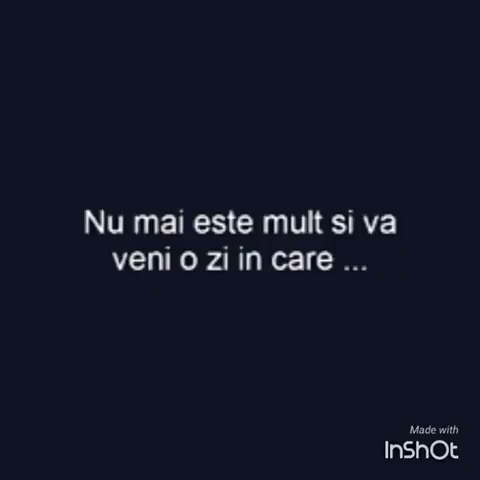 Nu mai este mult si va
veni o zi in care ...
Made with
InShOt